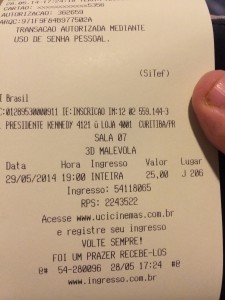 TRANSACAO AUTORIZADA MEDIANTE
USO DE SENHA PESSOAL.
(SiTef)
I Brasil
PRESIDENTE KENNEDY 4121 LOJA 4001 CURITIBA/PR
SALA 07
3D MALEVOLA
Data Hora Ingresso Valor Lugar
29/05/2014 19:00 INTEIRA 25,00 J 206
Ingresso: 54118065
RPS: 2243522
Acesse www.ucicinemas.com.br
e registre seu ingresso
VOLTE SEMPRE!
FOI UM PRAZER RECEBE-LOS
e# 54-280096 28/05 17:24 #e
www.ingresso.com.br